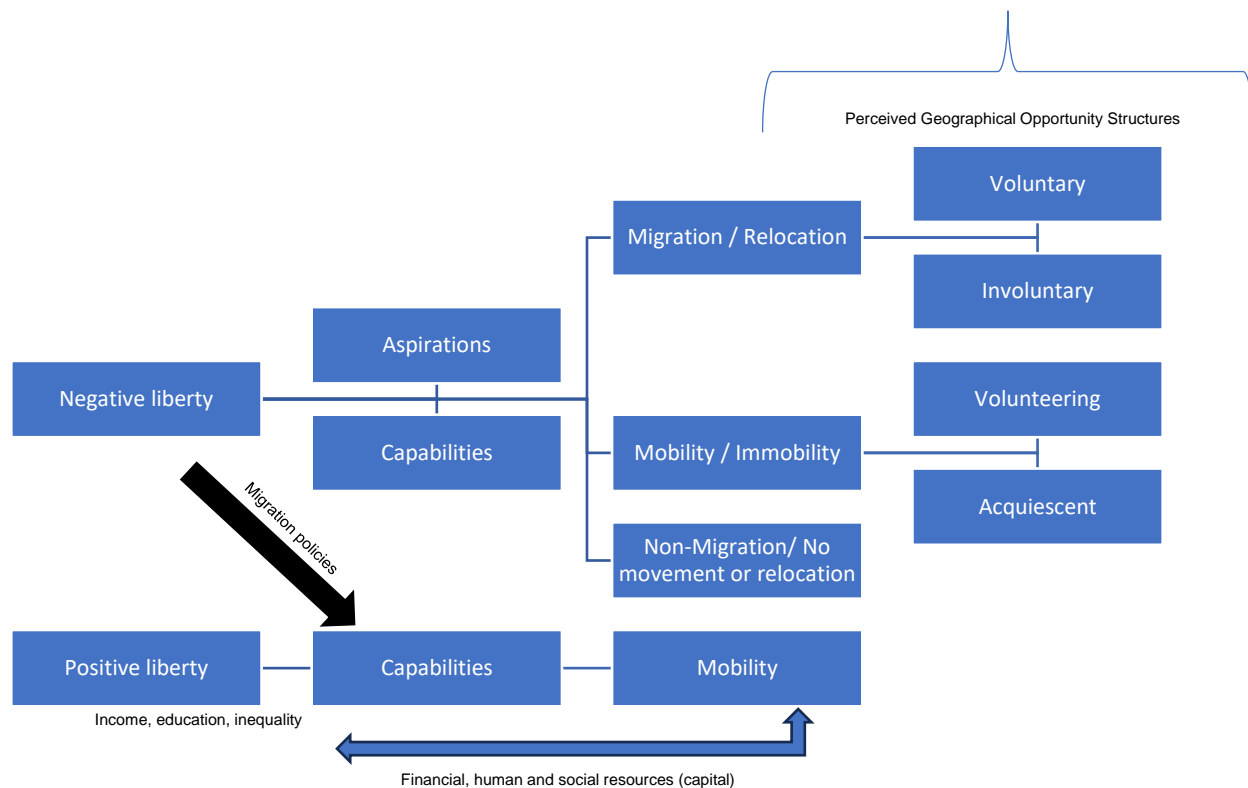 Perceived Geographical Opportunity Structures
Voluntary
Migration / Relocation
Involuntary
Aspirations
Negative liberty
Volunteering
Capabilities
Mobility / Immobility
Acquiescent
Migration policies
Non-Migration/ No
movement or relocation
Positive liberty
Capabilities
Mobility
Income, education, inequality
Financial, human and social resources (capital)